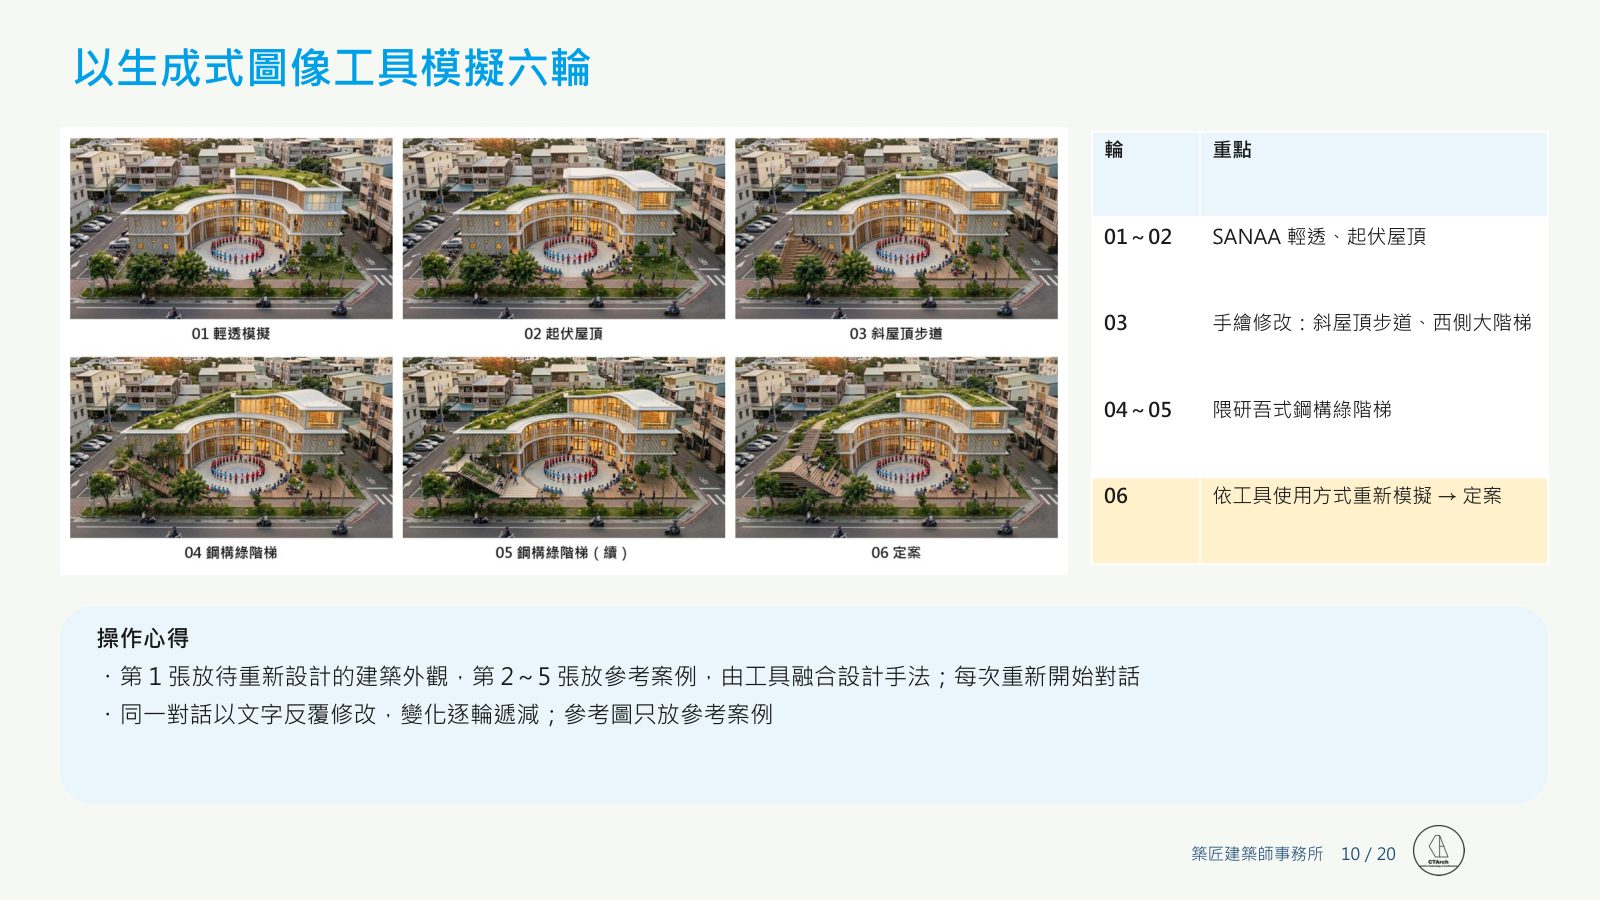 以生成式圖像工具模擬六輪
01 輕透模擬
02 起伏屋頂
03 斜屋頂步道
04 鋼構綠階梯
05 鋼構綠階梯（續）
06 定案
輪 重點
01～02 SANAA 輕透、起伏屋頂
03 手繪修改：斜屋頂步道、西側大階梯
04～05 隈研吾式鋼構綠階梯
06 依工具使用方式重新模擬 → 定案
操作心得
．第 1 張放待重新設計的建築外觀，第 2～5 張放參考案例，由工具融合設計手法；每次重新開始對話
．同一對話以文字反覆修改，變化逐輪遞減；參考圖只放參考案例
築匠建築師事務所 10 / 20
CTArch